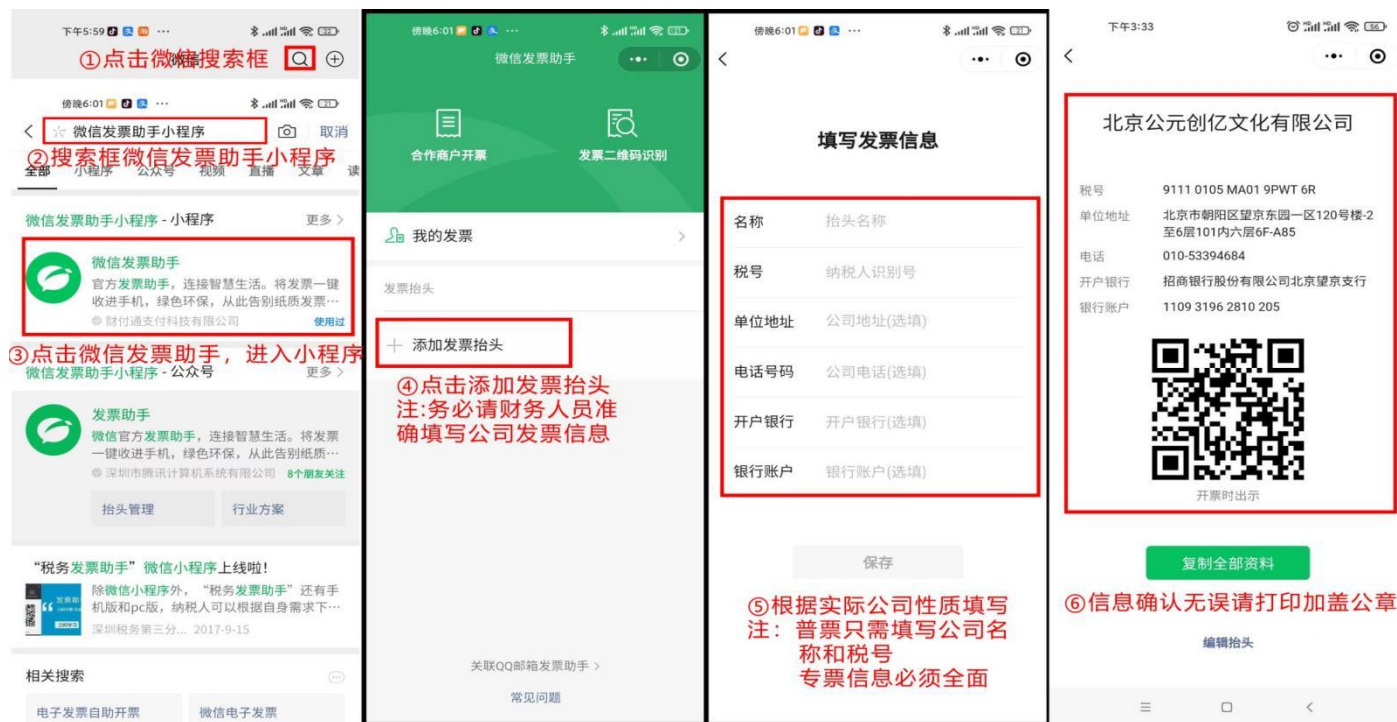 下午5:59
22
①点击微信搜索框
微信
傍晚6:01
21
微信发票助手小程序
取消
②搜索框微信发票助手小程序
全部 小程序 公众号 视频 直播 文章 读
微信发票助手小程序 - 小程序
更多 >
微信发票助手
官方发票助手，连接智慧生活。将发票一键
收进手机，绿色环保，从此告别纸质发票…
财付通支付科技有限公司
使用过
③点击微信发票助手，进入小程序
微信发票助手小程序 - 公众号
更多 >
发票助手
微信官方发票助手，连接智慧生活。将发票
一键收进手机，绿色环保，从此告别纸质…
深圳市腾讯计算机系统有限公司
8个朋友关注
抬头管理
行业方案
“税务发票助手”微信小程序上线啦！
除微信小程序外，“税务发票助手”还有手
机版和pc版，纳税人可以根据自身需求下…
深圳税务第三分... 2017-9-15
相关搜索
电子发票自助开票
微信电子发票
傍晚6:01
21
微信发票助手
合作商户开票
发票二维码识别
我的发票
发票抬头
添加发票抬头
④点击添加发票抬头
注:务必请财务人员准
确填写公司发票信息
关联QQ邮箱发票助手 >
常见问题
傍晚6:01
21
填写发票信息
名称 抬头名称
税号 纳税人识别号
单位地址 公司地址(选填)
电话号码 公司电话(选填)
开户银行 开户银行(选填)
银行账户 银行账户(选填)
保存
⑤根据实际公司性质填写
注： 普票只需填写公司名
称和税号
专票信息必须全面
下午3:33
56
北京公元创亿文化有限公司
税号 9111 0105 MA01 9PWT 6R
单位地址 北京市朝阳区望京东园一区120号楼-2
至6层101内六层6F-A85
电话 010-53394684
开户银行 招商银行股份有限公司北京望京支行
银行账户 1109 3196 2810 205
开票时出示
复制全部资料
⑥信息确认无误请打印加盖公章
编辑抬头